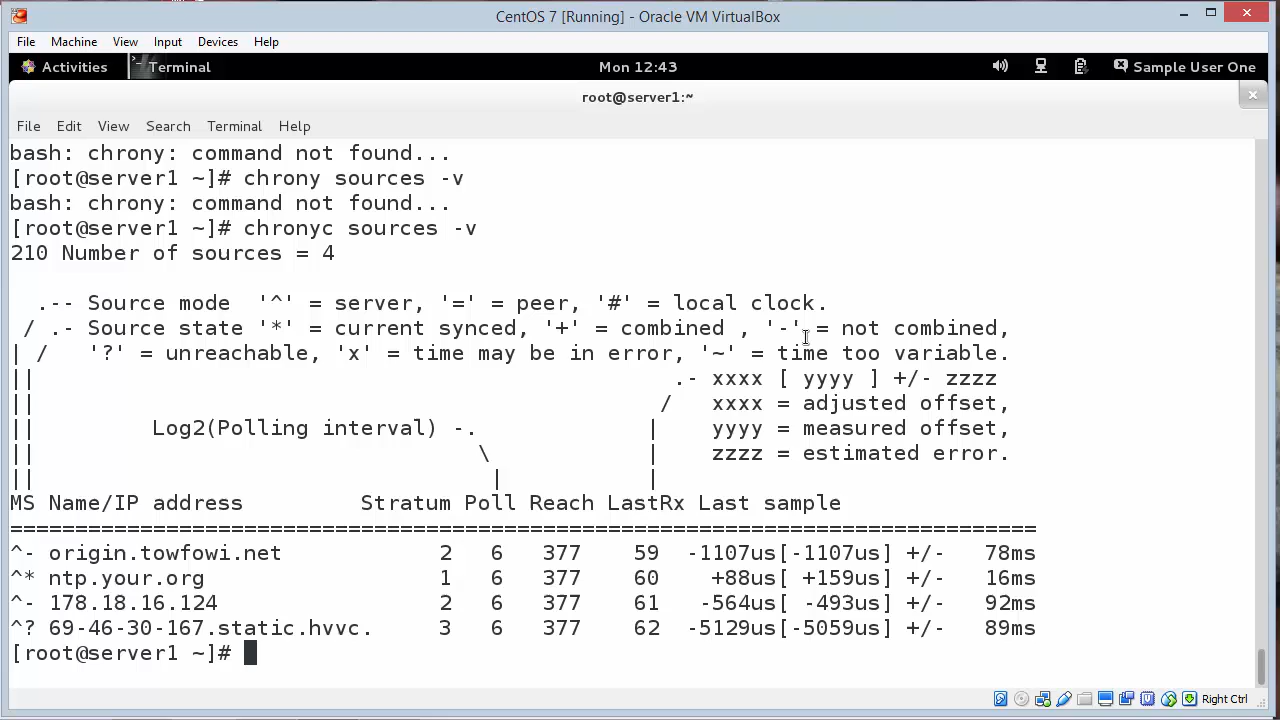 CentOS 7 [Running] - Oracle VM VirtualBox
File Machine View Input Devices Help
Activities Terminal Mon 12:43 Sample User One
root@server1:~
File Edit View Search Terminal Help
bash: chrony: command not found...
[root@server1 ~]# chrony sources -v
bash: chrony: command not found...
[root@server1 ~]# chronyc sources -v
210 Number of sources = 4
.-- Source mode '^' = server, '=' = peer, '#' = local clock.
/ .- Source state '*' = current synced, '+' = combined , '-' = not combined,
| / '?' = unreachable, 'x' = time may be in error, '~' = time too variable.
|| .- xxxx [ yyyy ] +/- zzzz
|| / xxxx = adjusted offset,
|| Log2(Polling interval) -. | yyyy = measured offset,
|| \ | zzzz = estimated error.
|| | |
MS Name/IP address Stratum Poll Reach LastRx Last sample
===============================================================================
^- origin.towfowi.net 2 6 377 59 -1107us[-1107us] +/- 78ms
^* ntp.your.org 1 6 377 60 +88us[ +159us] +/- 16ms
^- 178.18.16.124 2 6 377 61 -564us[ -493us] +/- 92ms
^? 69-46-30-167.static.hvvc. 3 6 377 62 -5129us[-5059us] +/- 89ms
[root@server1 ~]#
Right Ctrl